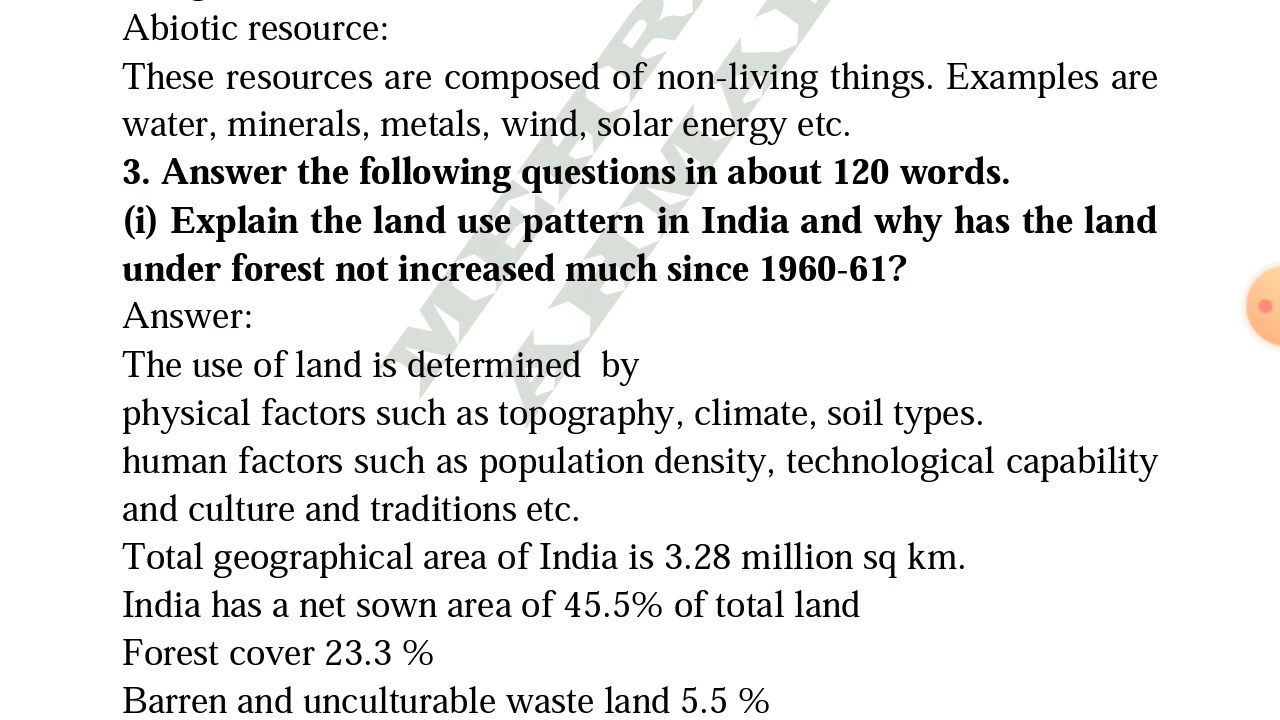 Abiotic resource:
These resources are composed of non-living things. Examples are
water, minerals, metals, wind, solar energy etc.
3. Answer the following questions in about 120 words.
(i) Explain the land use pattern in India and why has the land
under forest not increased much since 1960-61?
Answer:
The use of land is determined  by
physical factors such as topography, climate, soil types.
human factors such as population density, technological capability
and culture and traditions etc.
Total geographical area of India is 3.28 million sq km.
India has a net sown area of 45.5% of total land
Forest cover 23.3 %
Barren and unculturable waste land 5.5 %